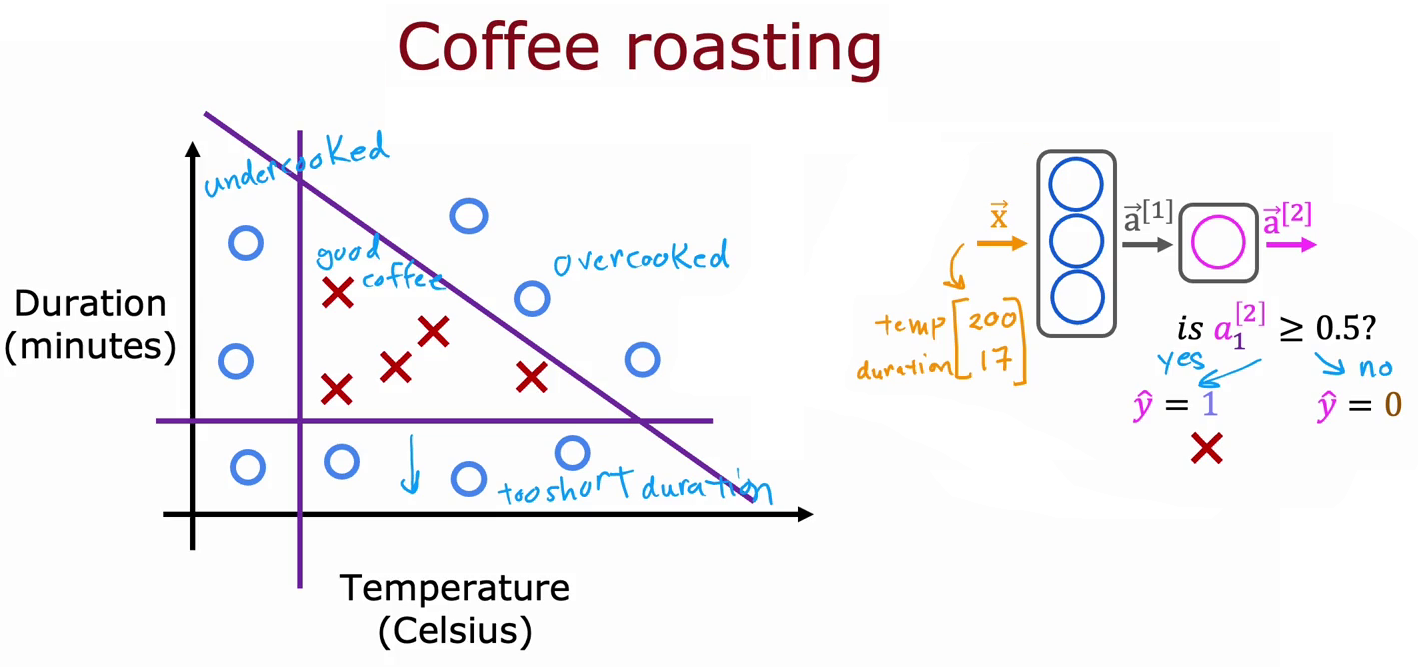 Coffee roasting
undercooked
good
coffee
overcooked
Duration
(minutes)
too short duration
Temperature
(Celsius)
x⃗
a⃗[1]
a⃗[2]
temp [200
duration 17]
is a₁[2] ≥ 0.5?
yes
no
ŷ = 1
ŷ = 0